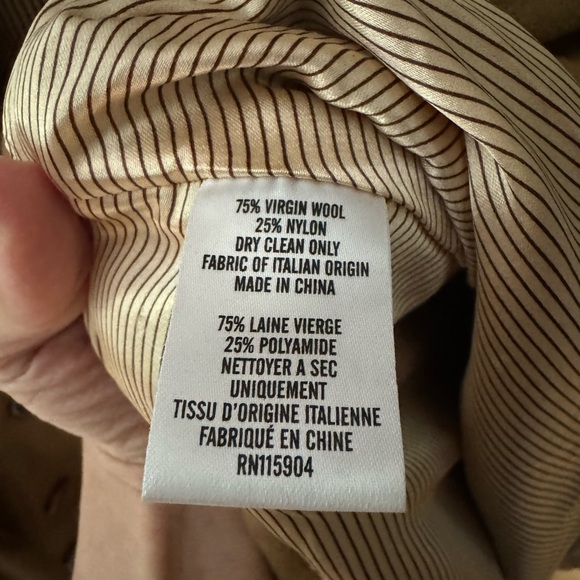 75% VIRGIN WOOL
25% NYLON
DRY CLEAN ONLY
FABRIC OF ITALIAN ORIGIN
MADE IN CHINA
75% LAINE VIERGE
25% POLYAMIDE
NETTOYER A SEC
UNIQUEMENT
TISSU D'ORIGINE ITALIENNE
FABRIQUÉ EN CHINE
RN115904